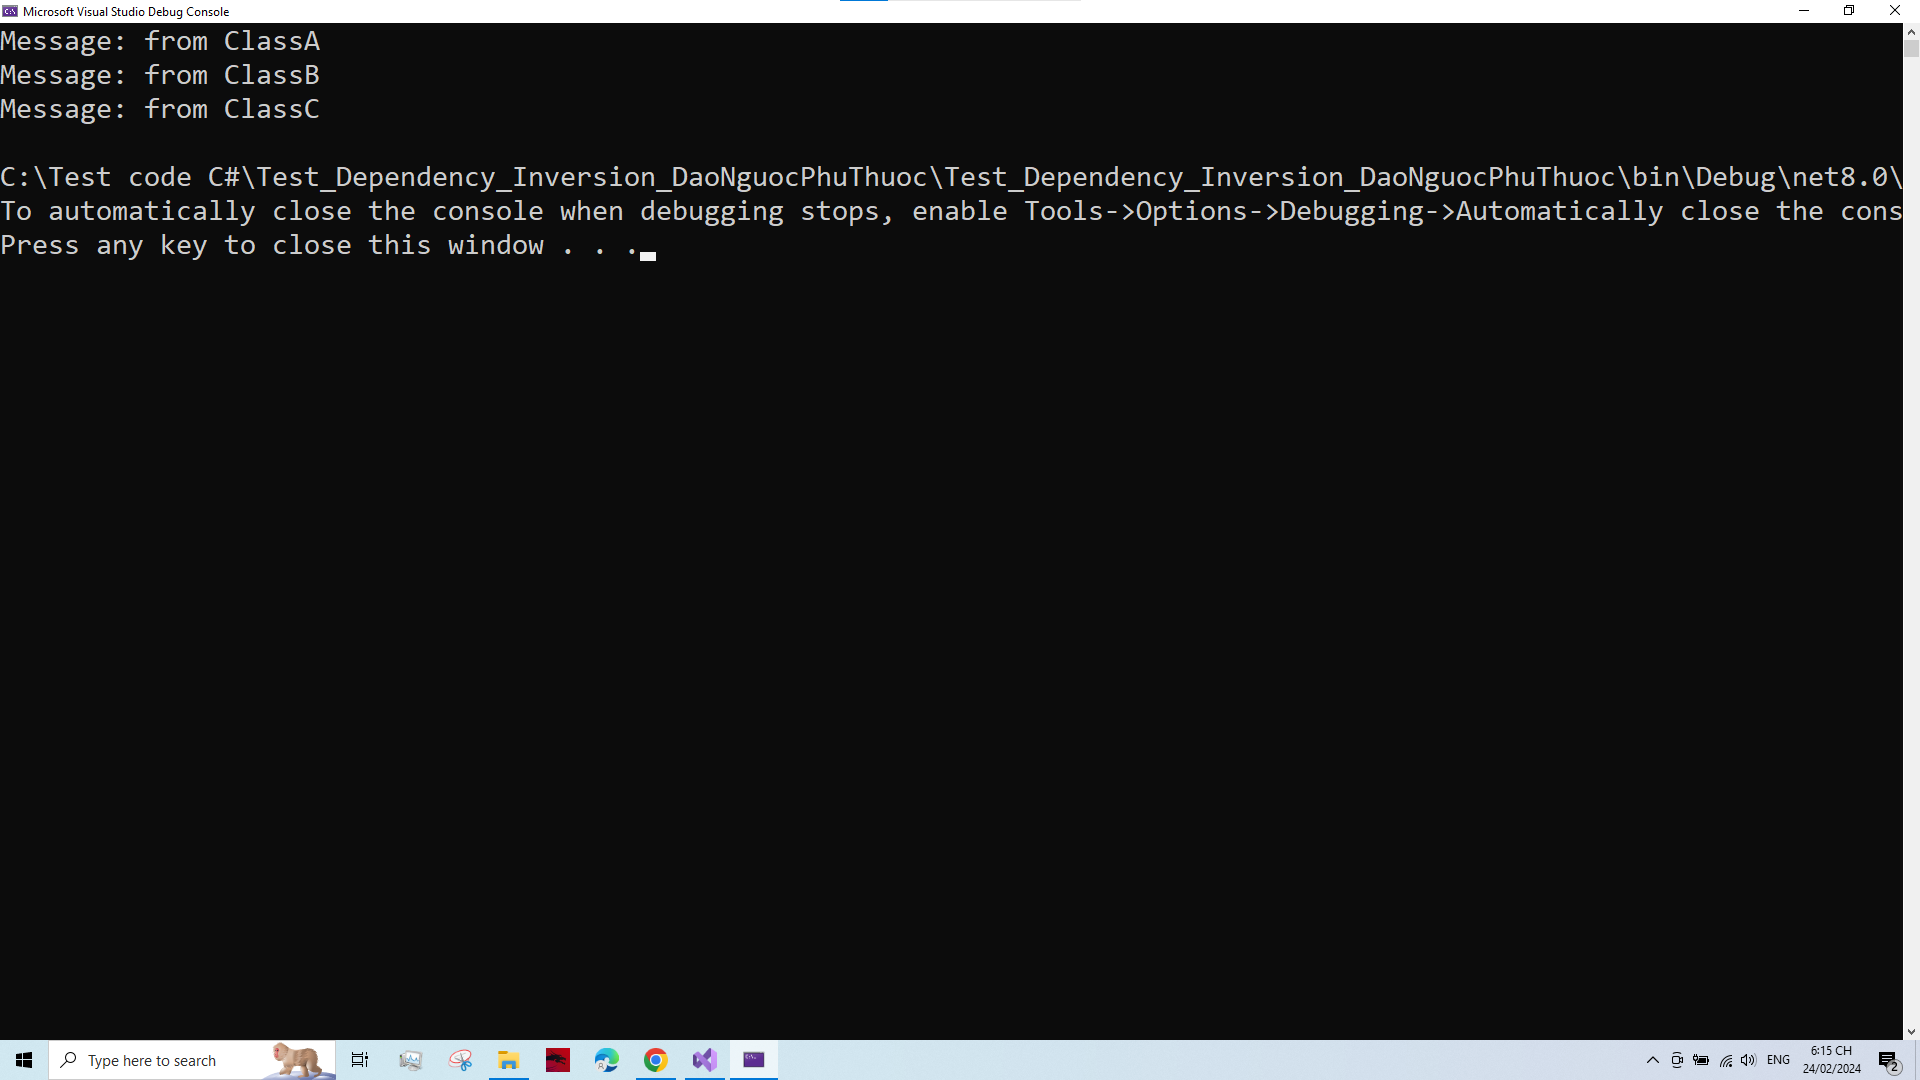 Microsoft Visual Studio Debug Console
Message: from ClassA
Message: from ClassB
Message: from ClassC
C:\Test code C#\Test_Dependency_Inversion_DaoNguocPhuThuoc\Test_Dependency_Inversion_DaoNguocPhuThuoc\bin\Debug\net8.0\
To automatically close the console when debugging stops, enable Tools->Options->Debugging->Automatically close the cons
Press any key to close this window . . .
Type here to search
ENG
6:15 CH
24/02/2024
2